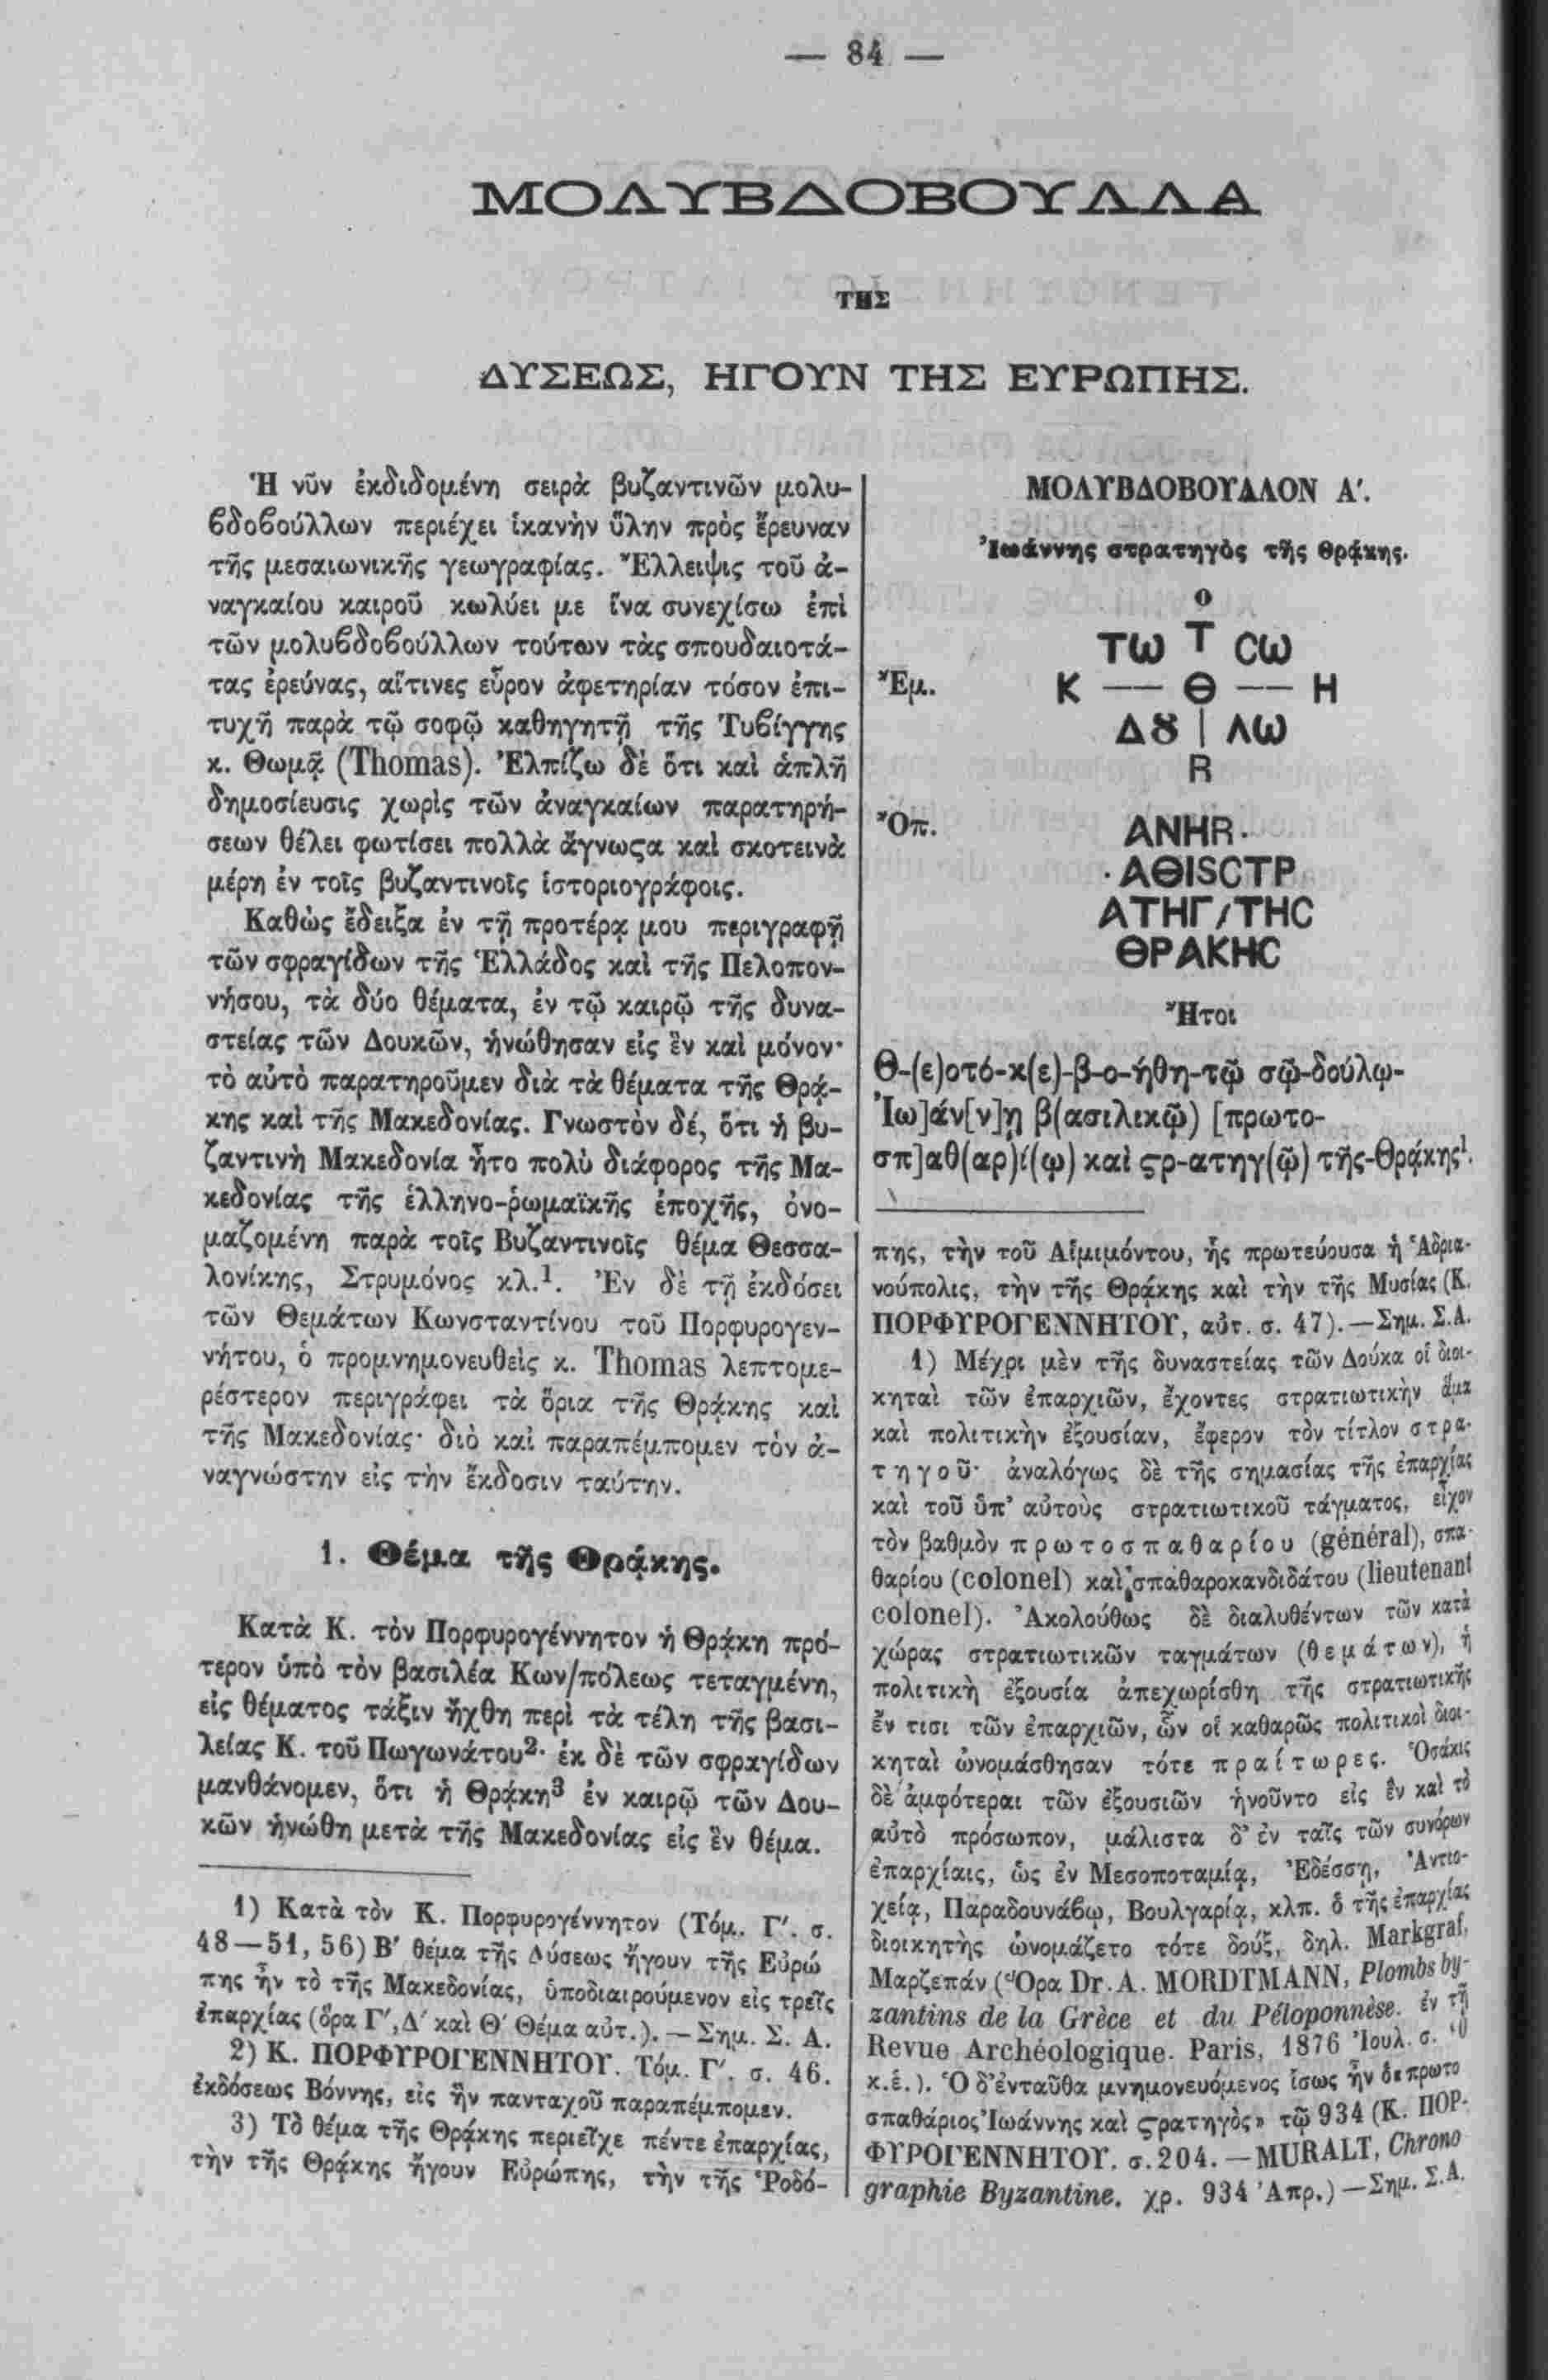 — 84 —
ΜΟΛΥΒΔΟΒΟΥΛΛΑ
ΤΗΣ
ΔΥΣΕΩΣ, ΗΓΟΥΝ ΤΗΣ ΕΥΡΩΠΗΣ.
Ἡ νῦν ἐκδιδομένη σειρὰ βυζαντινῶν μολυ-
ϐδοϐούλλων περιέχει ἱκανὴν ὕλην πρὸς ἔρευναν
τῆς μεσαιωνικῆς γεωγραφίας. Ἔλλειψις τοῦ ἀ-
ναγκαίου καιροῦ κωλύει με ἵνα συνεχίσω ἐπὶ
τῶν μολυϐδοϐούλλων τούτων τὰς σπουδαιοτά-
τας ἐρεύνας, αἵτινες εὗρον ἀφετηρίαν τόσον ἐπι-
τυχῆ παρὰ τῷ σοφῷ καθηγητῇ τῆς Τυϐίγγης
κ. Θωμᾷ (Thomas). Ἐλπίζω δὲ ὅτι καὶ ἁπλῆ
δημοσίευσις χωρὶς τῶν ἀναγκαίων παρατηρή-
σεων θέλει φωτίσει πολλὰ ἄγνωϛα καὶ σκοτεινὰ
μέρη ἐν τοῖς βυζαντινοῖς ἱστοριογράφοις.
Καθὼς ἔδειξα ἐν τῇ προτέρᾳ μου περιγραφῇ
τῶν σφραγίδων τῆς Ἑλλάδος καὶ τῆς Πελοπον-
νήσου, τὰ δύο θέματα, ἐν τῷ καιρῷ τῆς δυνα-
στείας τῶν Δουκῶν, ἡνώθησαν εἰς ἓν καὶ μόνον·
τὸ αὐτὸ παρατηροῦμεν διὰ τὰ θέματα τῆς Θρᾴ-
κης καὶ τῆς Μακεδονίας. Γνωστὸν δέ, ὅτι ἡ βυ-
ζαντινὴ Μακεδονία ἦτο πολὺ διάφορος τῆς Μα-
κεδονίας τῆς ἑλληνο-ῥωμαϊκῆς ἐποχῆς, ὀνο-
μαζομένη παρὰ τοῖς Βυζαντινοῖς θέμα Θεσσα-
λονίκης, Στρυμόνος κλ.¹. Ἐν δὲ τῇ ἐκδόσει
τῶν Θεμάτων Κωνσταντίνου τοῦ Πορφυρογεν-
νήτου, ὁ προμνημονευθεὶς κ. Thomas λεπτομε-
ρέστερον περιγράφει τὰ ὅρια τῆς Θρᾴκης καὶ
τῆς Μακεδονίας· διὸ καὶ παραπέμπομεν τὸν ἀ-
ναγνώστην εἰς τὴν ἔκδοσιν ταύτην.
1. Θέμα τῆς Θρᾴκης.
Κατὰ Κ. τὸν Πορφυρογέννητον ἡ Θρᾴκη πρό-
τερον ὑπὸ τὸν βασιλέα Κων/πόλεως τεταγμένη,
εἰς θέματος τάξιν ἤχθη περὶ τὰ τέλη τῆς βασι-
λείας Κ. τοῦ Πωγωνάτου²· ἐκ δὲ τῶν σφραγίδων
μανθάνομεν, ὅτι ἡ Θρᾴκη³ ἐν καιρῷ τῶν Δου-
κῶν ἡνώθη μετὰ τῆς Μακεδονίας εἰς ἓν θέμα.
1) Κατὰ τὸν Κ. Πορφυρογέννητον (Τόμ. Γ′. σ.
48—51, 56) Β′ θέμα τῆς Δύσεως ἤγουν τῆς Εὐρώ
πης ἦν τὸ τῆς Μακεδονίας, ὑποδιαιρούμενον εἰς τρεῖς
ἐπαρχίας (ὅρα Γ′, Δ′ καὶ Θ′ Θέμα αὐτ.). — Σημ. Σ. Α.
2) Κ. ΠΟΡΦΥΡΟΓΕΝΝΗΤΟΥ. Τόμ. Γ′. σ. 46.
ἐκδόσεως Βόννης, εἰς ἣν πανταχοῦ παραπέμπομεν.
3) Τὸ θέμα τῆς Θρᾴκης περιεῖχε πέντε ἐπαρχίας,
τὴν τῆς Θρᾴκης ἤγουν Εὐρώπης, τὴν τῆς Ῥοδό-
ΜΟΛΥΒΔΟΒΟΥΛΛΟΝ Α′.
Ἰωάννης στρατηγὸς τῆς Θρᾴκης.
Ο
ΤѠ Τ СѠ
Ἔμ. Κ — Θ — Η
ΔȢ | ΛѠ
R
Ὄπ. ΑΝΗR·
·ΑΘΙSCΤΡ
ΑΤΗΓ/ΤΗC
ΘΡΑΚΗC
Ἤτοι
Θ-(ε)οτό-κ(ε)-β-ο-ήθη-τῷ σῷ-δούλῳ-
Ἰω]άν[ν]ῃ β(ασιλικῷ) [πρωτο-
σπ]αθ(αρ)ί(ῳ) καὶ ϛρ-ατηγ(ῷ) τῆς-Θρᾴκης¹.
πης, τὴν τοῦ Αἱμιμόντου, ἧς πρωτεύουσα ἡ Ἀδρια-
νούπολις, τὴν τῆς Θρᾴκης καὶ τὴν τῆς Μυσίας (Κ.
ΠΟΡΦΥΡΟΓΕΝΝΗΤΟΥ, αὐτ. σ. 47).—Σημ. Σ.Α.
1) Μέχρι μὲν τῆς δυναστείας τῶν Δούκα οἱ διοι-
κηταὶ τῶν ἐπαρχιῶν, ἔχοντες στρατιωτικὴν ἅμα
καὶ πολιτικὴν ἐξουσίαν, ἔφερον τὸν τίτλον στρα-
τηγοῦ· ἀναλόγως δὲ τῆς σημασίας τῆς ἐπαρχίας
καὶ τοῦ ὑπ’ αὐτοὺς στρατιωτικοῦ τάγματος, εἶχον
τὸν βαθμὸν πρωτοσπαθαρίου (général), σπα-
θαρίου (colonel) καὶ σπαθαροκανδιδάτου (lieutenant
colonel). Ἀκολούθως δὲ διαλυθέντων τῶν κατὰ
χώρας στρατιωτικῶν ταγμάτων (θεμάτων), ἡ
πολιτικὴ ἐξουσία ἀπεχωρίσθη τῆς στρατιωτικῆς
ἔν τισι τῶν ἐπαρχιῶν, ὧν οἱ καθαρῶς πολιτικοὶ διοι-
κηταὶ ὠνομάσθησαν τότε πραίτωρες. Ὁσάκις
δὲ ἀμφότεραι τῶν ἐξουσιῶν ἡνοῦντο εἰς ἓν καὶ τὸ
αὐτὸ πρόσωπον, μάλιστα δ’ ἐν ταῖς τῶν συνόρων
ἐπαρχίαις, ὡς ἐν Μεσοποταμίᾳ, Ἐδέσσῃ, Ἀντιο-
χείᾳ, Παραδουνάϐῳ, Βουλγαρίᾳ, κλπ. ὁ τῆς ἐπαρχίας
διοικητὴς ὠνομάζετο τότε δούξ, δηλ. Markgraf,
Μαρζεπάν (Ὅρα Dr. A. MORDTMANN, Plombs by-
zantins de la Grèce et du Péloponnèse. ἐν τῇ
Revue Archéologique. Paris, 1876 Ἰουλ. σ.
κ.ἑ.). Ὁ δ’ἐνταῦθα μνημονευόμενος ἴσως ἦν ὁ «πρωτο
σπαθάριος Ἰωάννης καὶ ϛρατηγὸς» τῷ 934 (Κ. ΠΟΡ-
ΦΥΡΟΓΕΝΝΗΤΟΥ. σ. 204. — MURALT, Chrono
graphie Byzantine. χρ. 934 Ἀπρ.) —Σημ. Σ.Α.